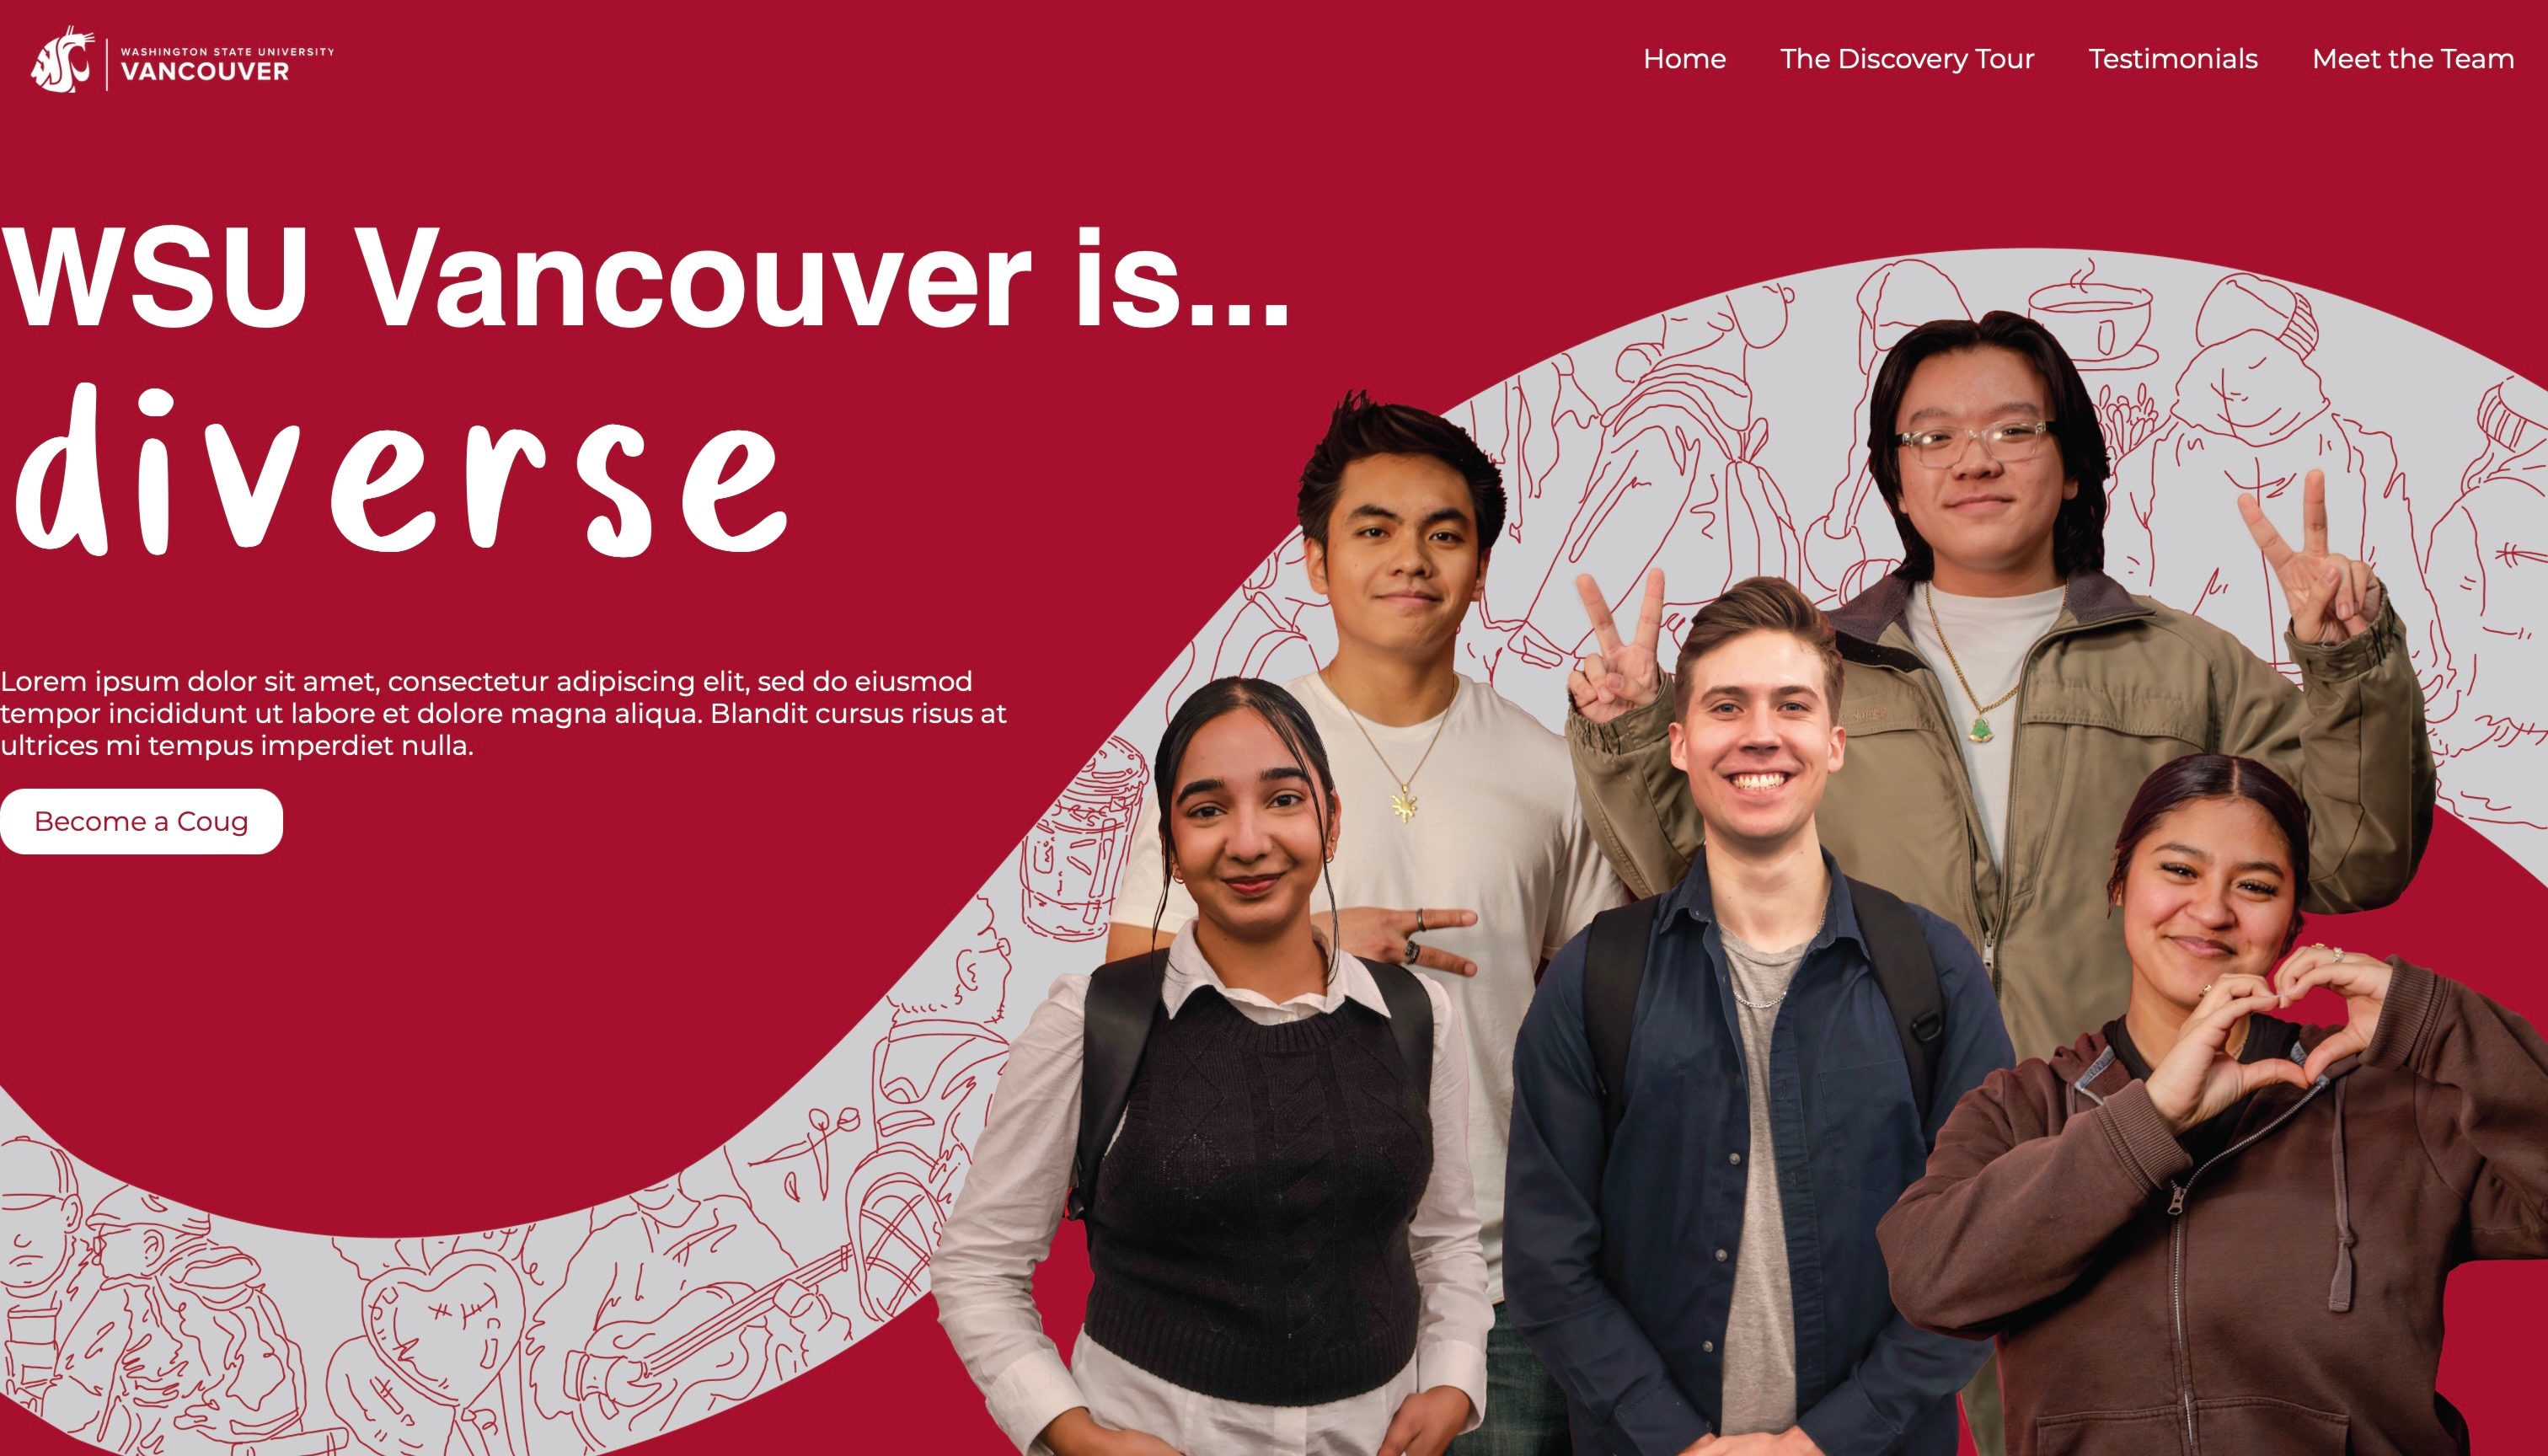 WASHINGTON STATE UNIVERSITY
VANCOUVER
Home The Discovery Tour Testimonials Meet the Team
WSU Vancouver is...
diverse
Lorem ipsum dolor sit amet, consectetur adipiscing elit, sed do eiusmod
tempor incididunt ut labore et dolore magna aliqua. Blandit cursus risus at
ultrices mi tempus imperdiet nulla.
Become a Coug